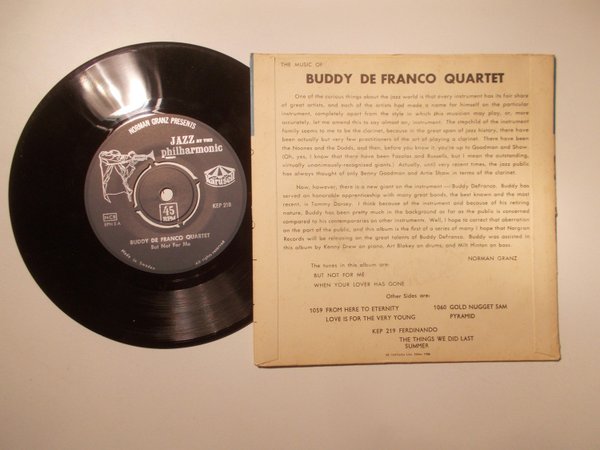 NORMAN GRANZ PRESENTS
JAZZ AT THE
philharmonic
Karusell
NCB
EPH 2-A
45
RPM
KEP 218
BUDDY DE FRANCO QUARTET
But Not For Me
Made in Sweden
THE MUSIC OF
BUDDY DE FRANCO QUARTET
One of the curious things about the jazz world is that every instrument has its fair share
of great artists, and each of the artists had made a name for himself on the particular
instrument, completely apart from the style in which this musician may play, or, more
accurately, let me amend this to say almost any instrument. The stepchild of the instrument
family seems to me to be the clarinet, because in the great span of jazz history, there have
been actually but very few practitioners of the art of playing a clarinet. There have been
the Noones and the Dodds, and then, before you know it, you're up to Goodman and Shaw.
(Oh, yes, I know that there have been Fazolas and Russells, but I mean the outstanding,
virtually unanimously-recognized giants.) Actually, until very recent times, the jazz public
has always thought of only Benny Goodman and Artie Shaw in terms of the clarinet.
Now, however, there is a new giant on the instrument — Buddy DeFranco. Buddy has
served an honorable apprenticeship with many great bands, the best known and the most
recent, is Tommy Dorsey. I think because of the instrument and because of his retiring
nature, Buddy has been pretty much in the background as far as the public is concerned
compared to his contemporaries on other instruments. Well, I hope to correct that aberration
on the part of the public, and this album is the first of a series of many I hope that Norgran
Records will be releasing on the great talents of Buddy DeFranco. Buddy was assisted in
this album by Kenny Drew on piano, Art Blakey on drums, and Milt Hinton on bass.
NORMAN GRANZ
The tunes in this album are:
BUT NOT FOR ME
WHEN YOUR LOVER HAS GONE
Other Sides are:
1059 FROM HERE TO ETERNITY
LOVE IS FOR THE VERY YOUNG
1060 GOLD NUGGET SAM
PYRAMID
KEP 219 FERDINANDO
THE THINGS WE DID LAST
SUMMER